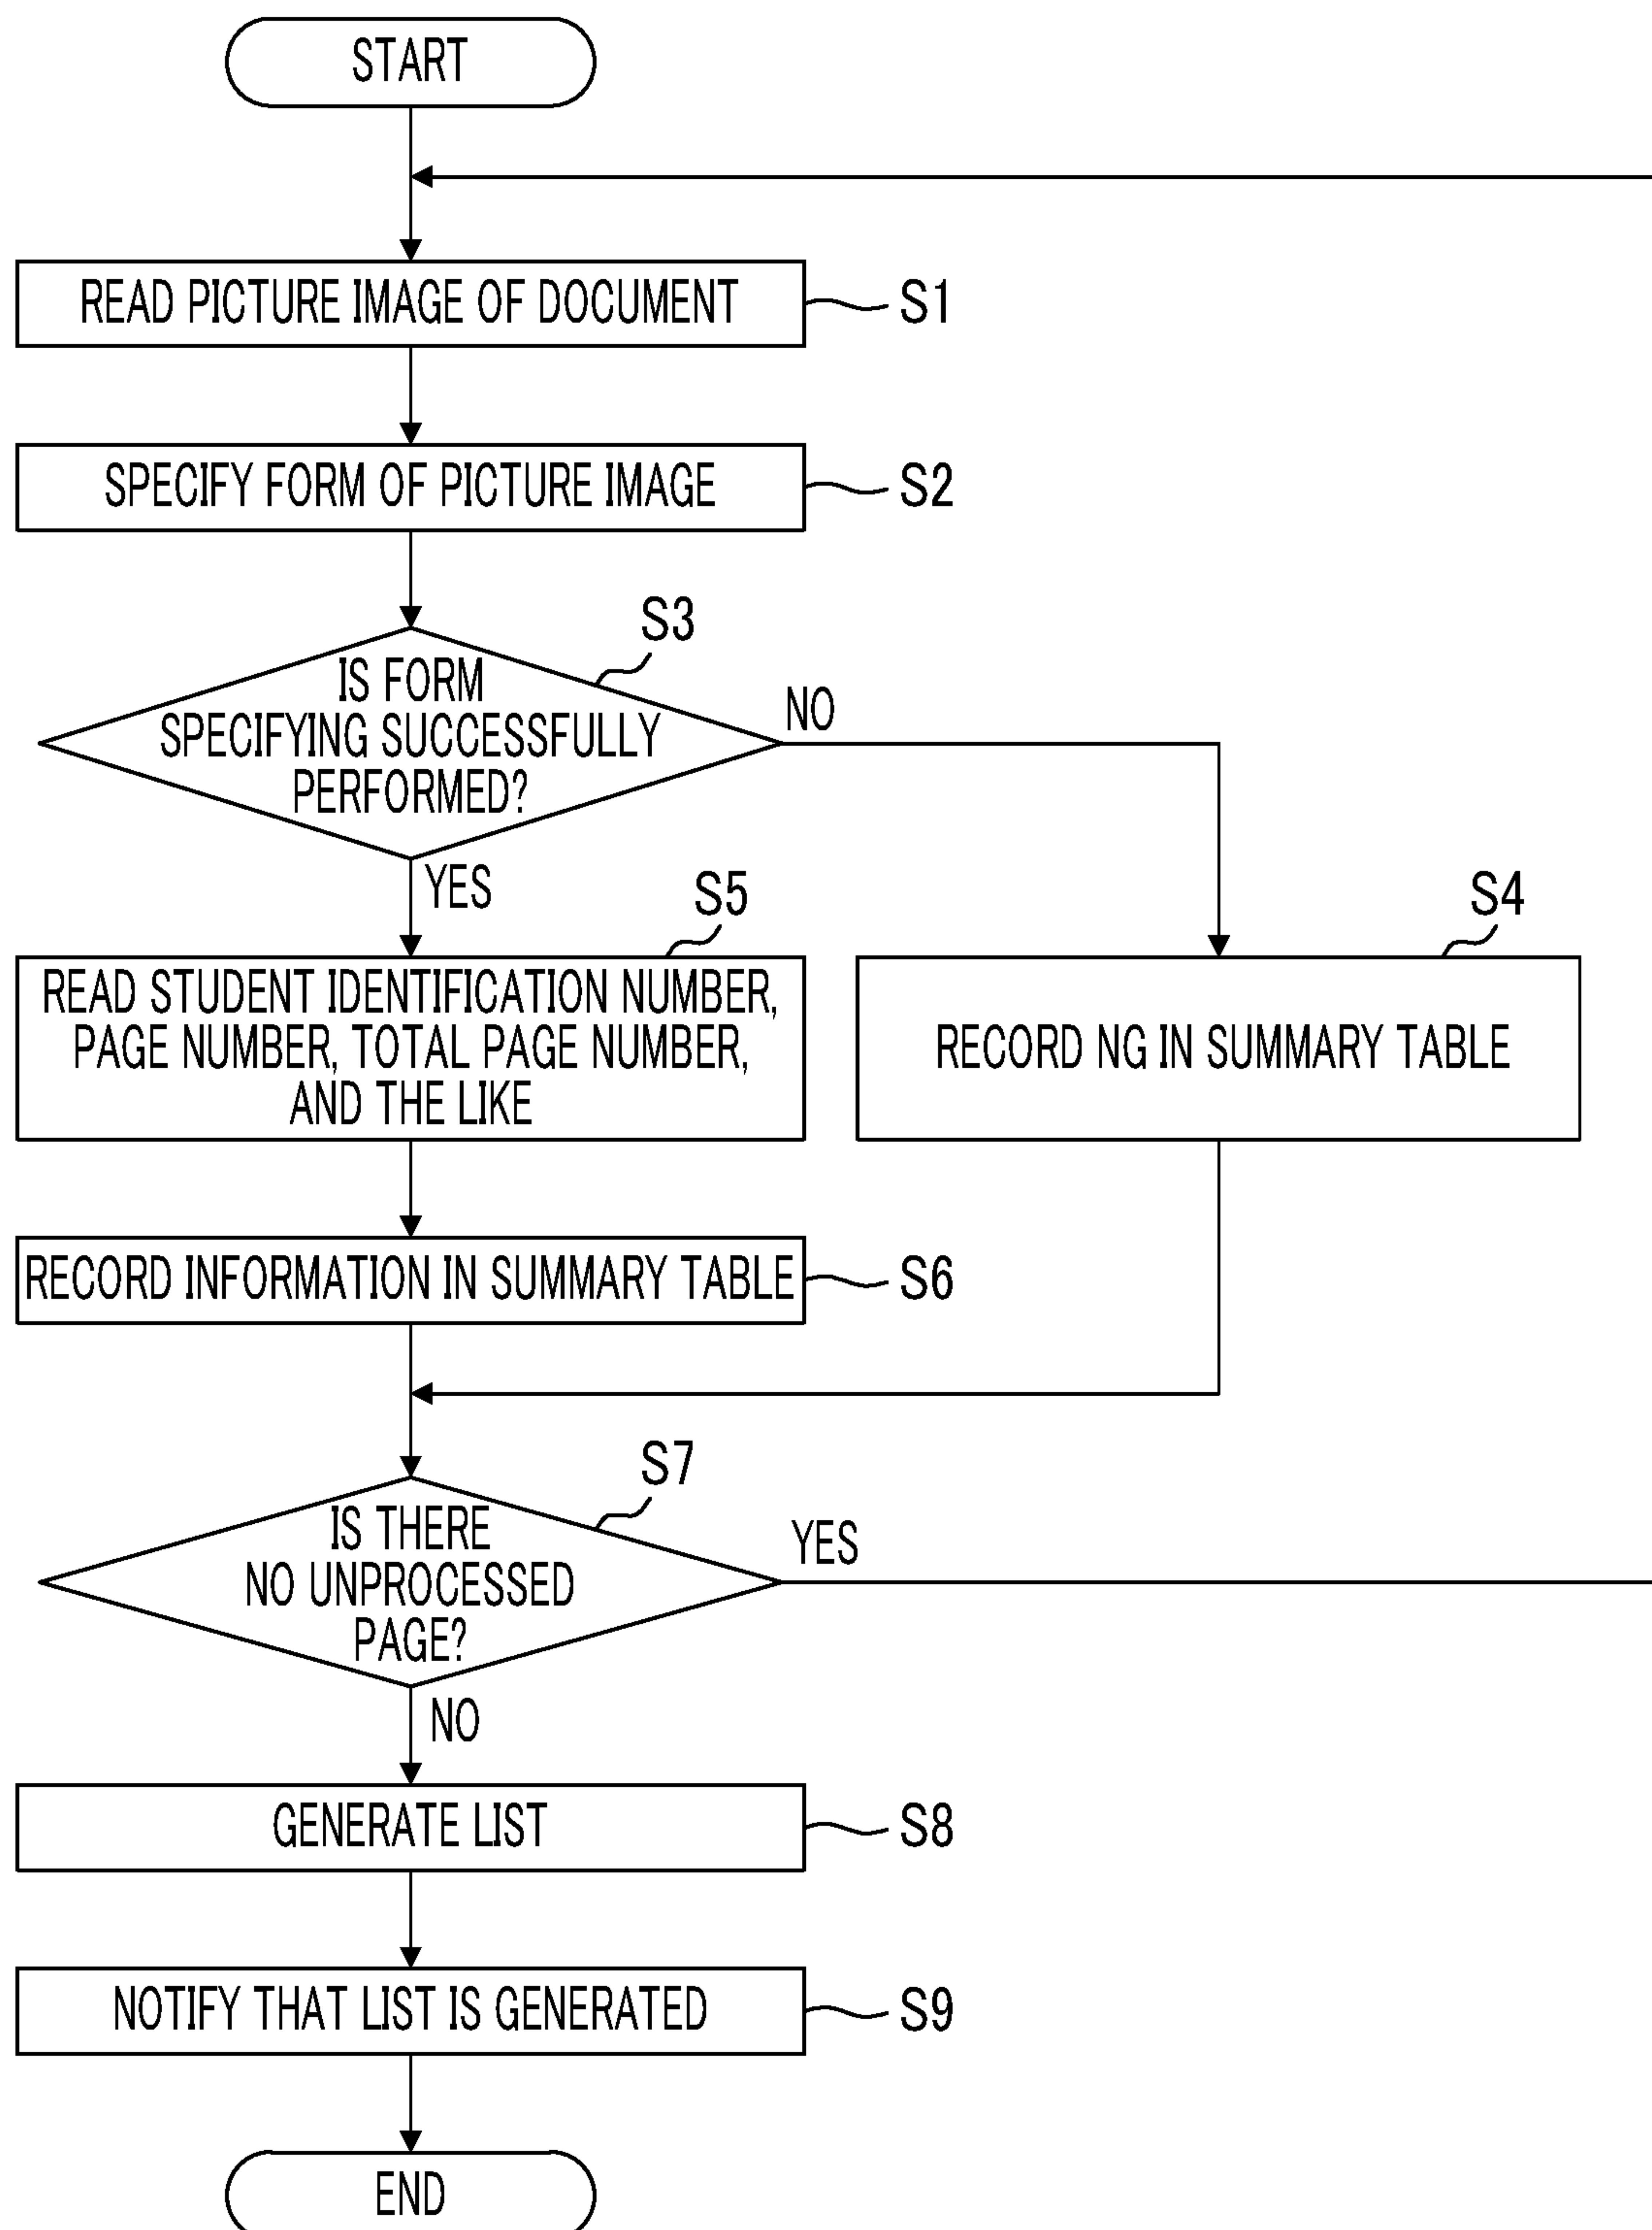 START
READ PICTURE IMAGE OF DOCUMENT
S1
SPECIFY FORM OF PICTURE IMAGE
S2
S3
IS FORM
SPECIFYING SUCCESSFULLY
PERFORMED?
NO
YES
S5
READ STUDENT IDENTIFICATION NUMBER,
PAGE NUMBER, TOTAL PAGE NUMBER,
AND THE LIKE
S4
RECORD NG IN SUMMARY TABLE
RECORD INFORMATION IN SUMMARY TABLE
S6
S7
IS THERE
NO UNPROCESSED
PAGE?
YES
NO
GENERATE LIST
S8
NOTIFY THAT LIST IS GENERATED
S9
END